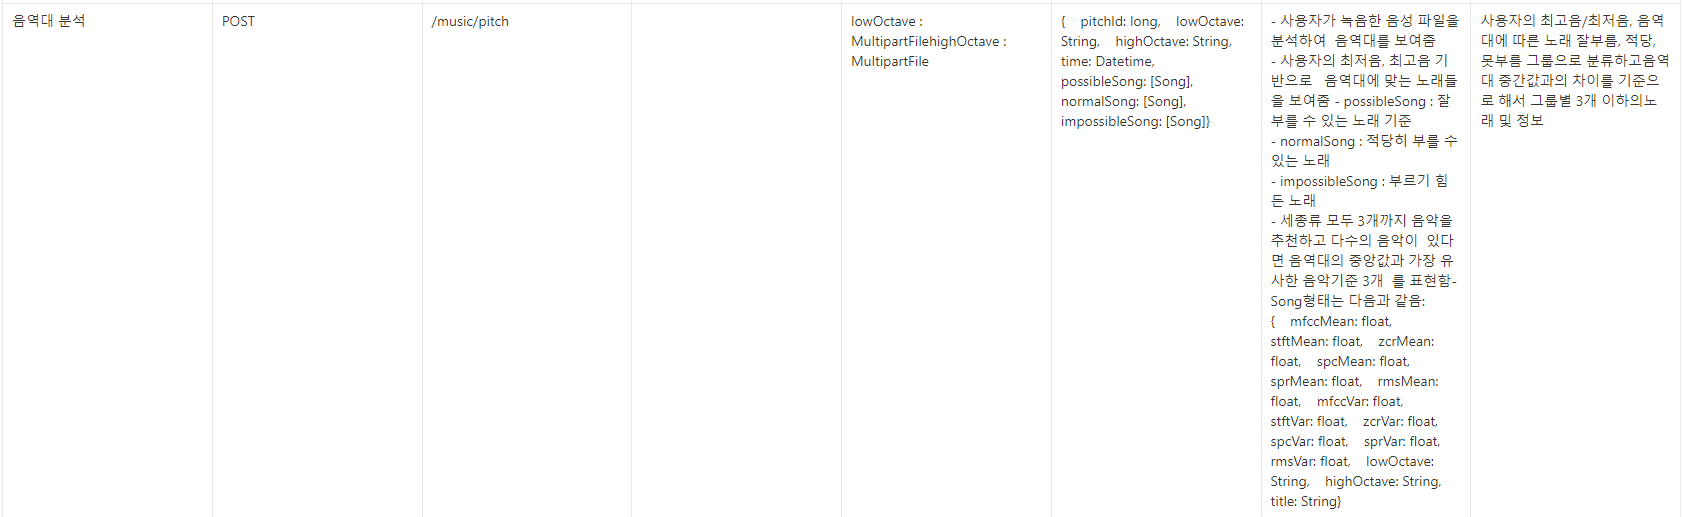 음역대 분석
POST
/music/pitch
lowOctave :
MultipartFilehighOctave :
MultipartFile
{ pitchId: long, lowOctave:
String, highOctave: String,
time: Datetime,
possibleSong: [Song],
normalSong: [Song],
impossibleSong: [Song]}
- 사용자가 녹음한 음성 파일을
분석하여 음역대를 보여줌
- 사용자의 최저음, 최고음 기
반으로 음역대에 맞는 노래들
을 보여줌 - possibleSong : 잘
부를 수 있는 노래 기준
- normalSong : 적당히 부를 수
있는 노래
- impossibleSong : 부르기 힘
든 노래
- 세종류 모두 3개까지 음악을
추천하고 다수의 음악이 있다
면 음역대의 중앙값과 가장 유
사한 음악기준 3개 를 표현함-
Song형태는 다음과 같음:
{ mfccMean: float,
stftMean: float, zcrMean:
float, spcMean: float,
sprMean: float, rmsMean:
float, mfccVar: float,
stftVar: float, zcrVar: float,
spcVar: float, sprVar: float,
rmsVar: float, lowOctave:
String, highOctave: String,
title: String}
사용자의 최고음/최저음, 음역
대에 따른 노래 잘부름, 적당,
못부름 그룹으로 분류하고음역
대 중간값과의 차이를 기준으
로 해서 그룹별 3개 이하의노
래 및 정보